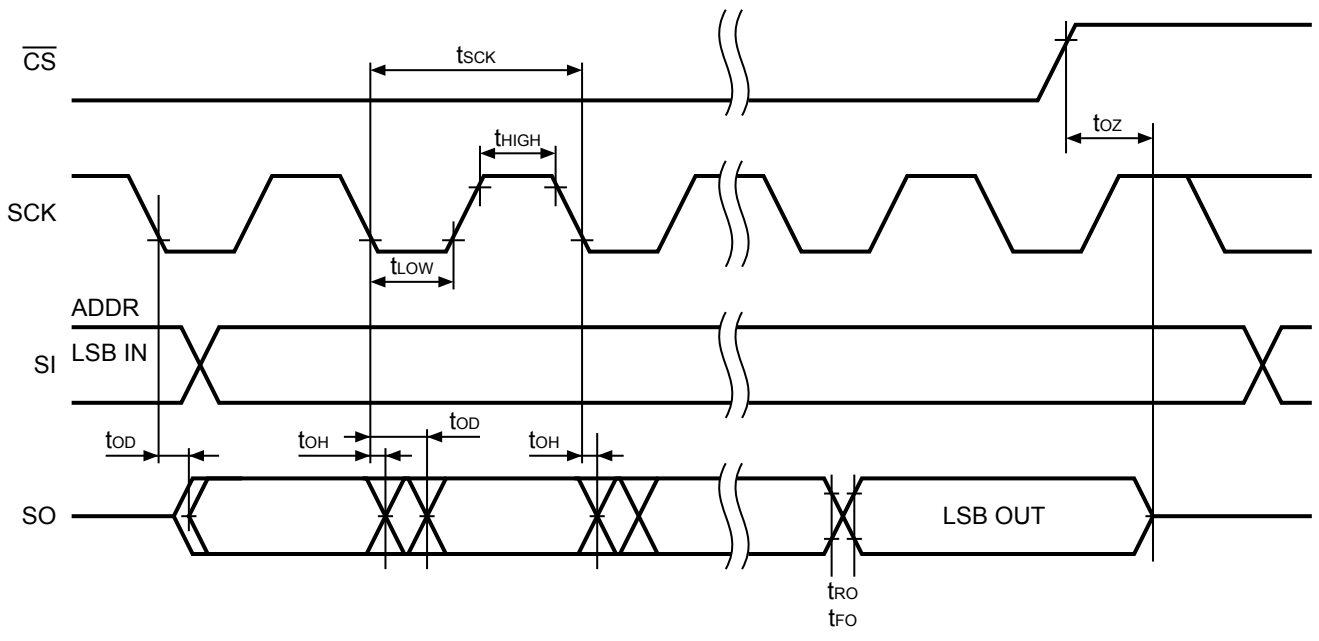 CS
tSCK
tHIGH
tOZ
SCK
tLOW
ADDR
LSB IN
SI
tOD
tOH
tOD
tOH
SO
LSB OUT
tRO
tFO